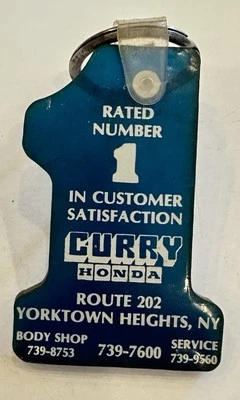 RATED
NUMBER
1
IN CUSTOMER
SATISFACTION
CURRY
HONDA
ROUTE 202
YORKTOWN HEIGHTS, NY
BODY SHOP 739-8753
739-7600
SERVICE 739-9560